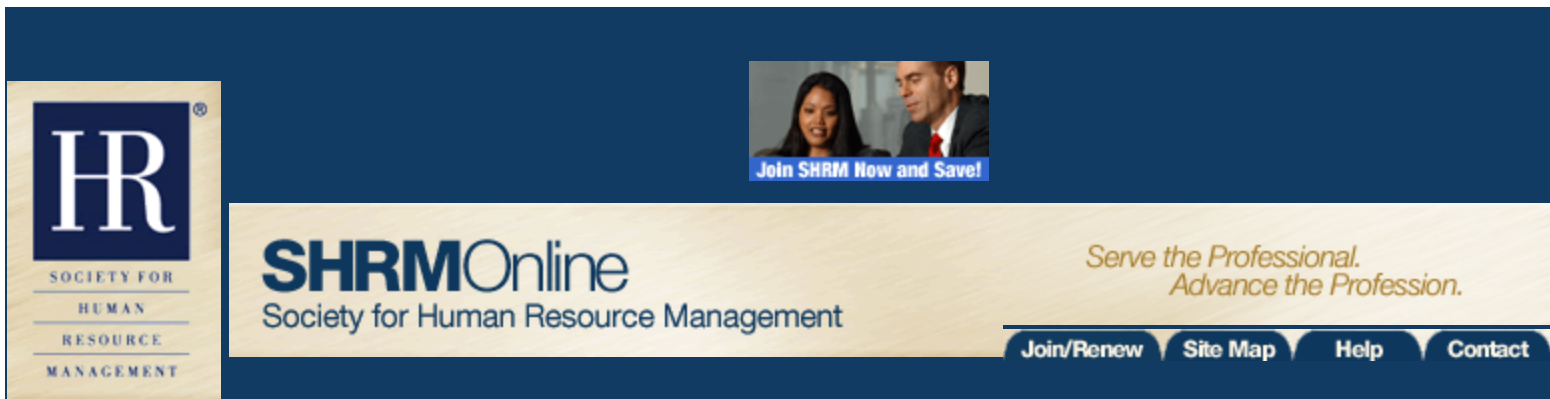 HR®
SOCIETY FOR
HUMAN
RESOURCE
MANAGEMENT
Join SHRM Now and Save!
SHRMOnline
Society for Human Resource Management
Serve the Professional.
Advance the Profession.
Join/Renew Site Map Help Contact